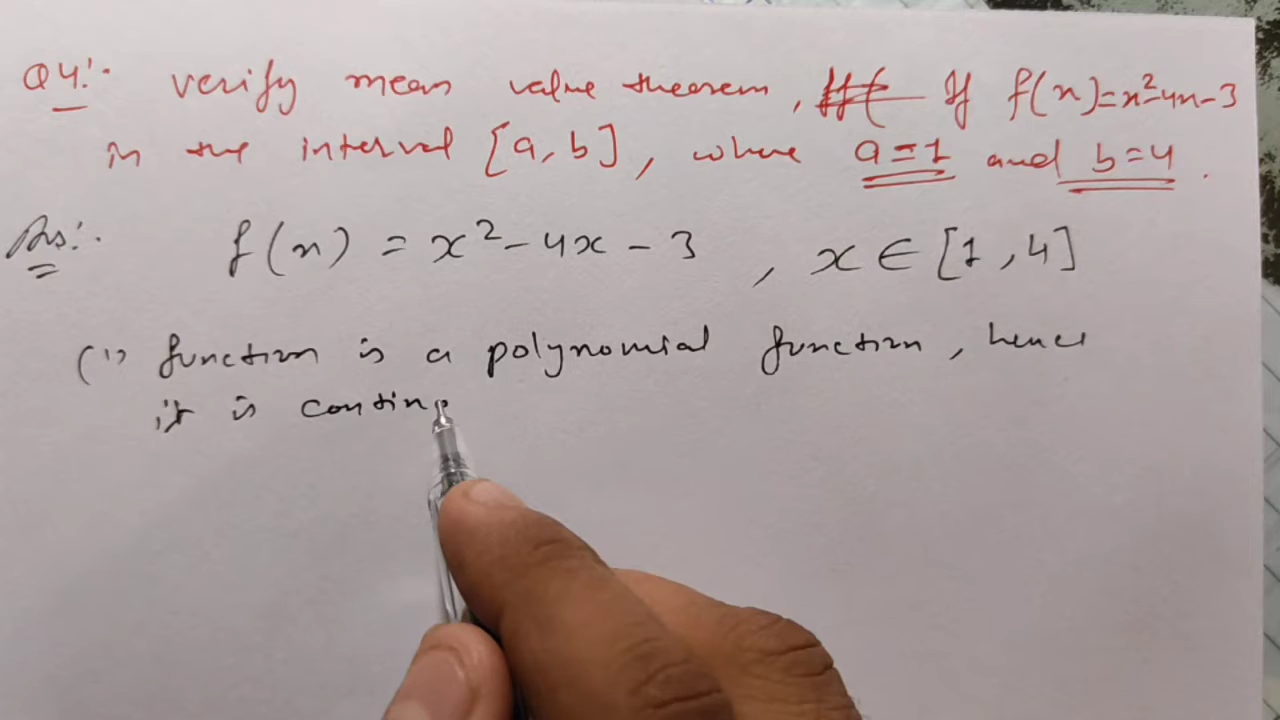 Q4:- verify mean value theorem, If f(x)=x²-4x-3
in the interval [a,b], where a=1 and b=4.
Ans:- f(x) = x²-4x-3 , x∈[1,4]
(i) function is a polynomial function, hence
it is contin